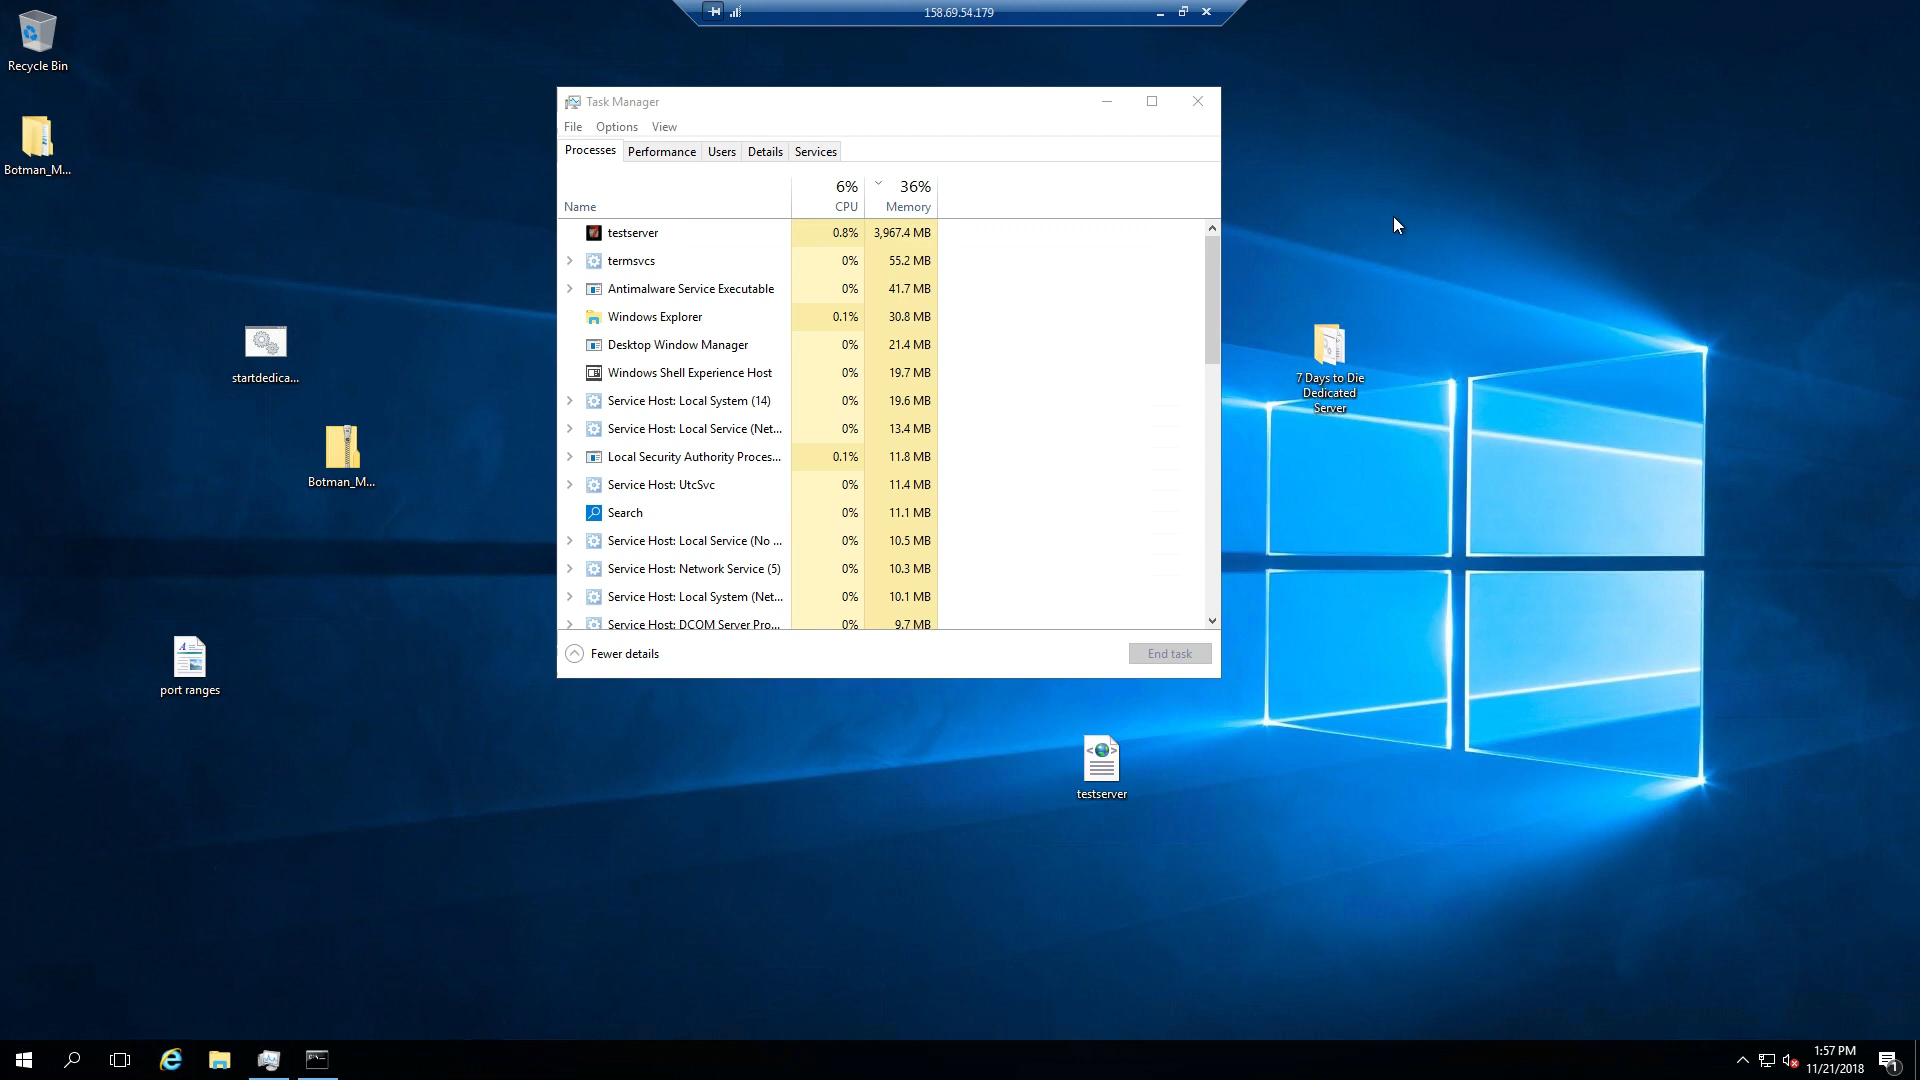 158.69.54.179
Recycle Bin
Botman_M...
startdedica...
Botman_M...
port ranges
Task Manager
File Options View
Processes Performance Users Details Services
6% 36%
Name CPU Memory
testserver 0.8% 3,967.4 MB
termsvcs 0% 55.2 MB
Antimalware Service Executable 0% 41.7 MB
Windows Explorer 0.1% 30.8 MB
Desktop Window Manager 0% 21.4 MB
Windows Shell Experience Host 0% 19.7 MB
Service Host: Local System (14) 0% 19.6 MB
Service Host: Local Service (Net... 0% 13.4 MB
Local Security Authority Proces... 0.1% 11.8 MB
Service Host: UtcSvc 0% 11.4 MB
Search 0% 11.1 MB
Service Host: Local Service (No ... 0% 10.5 MB
Service Host: Network Service (5) 0% 10.3 MB
Service Host: Local System (Net... 0% 10.1 MB
Service Host: DCOM Server Pro... 0% 9.7 MB
Fewer details End task
7 Days to Die
Dedicated
Server
testserver
1:57 PM
11/21/2018
1